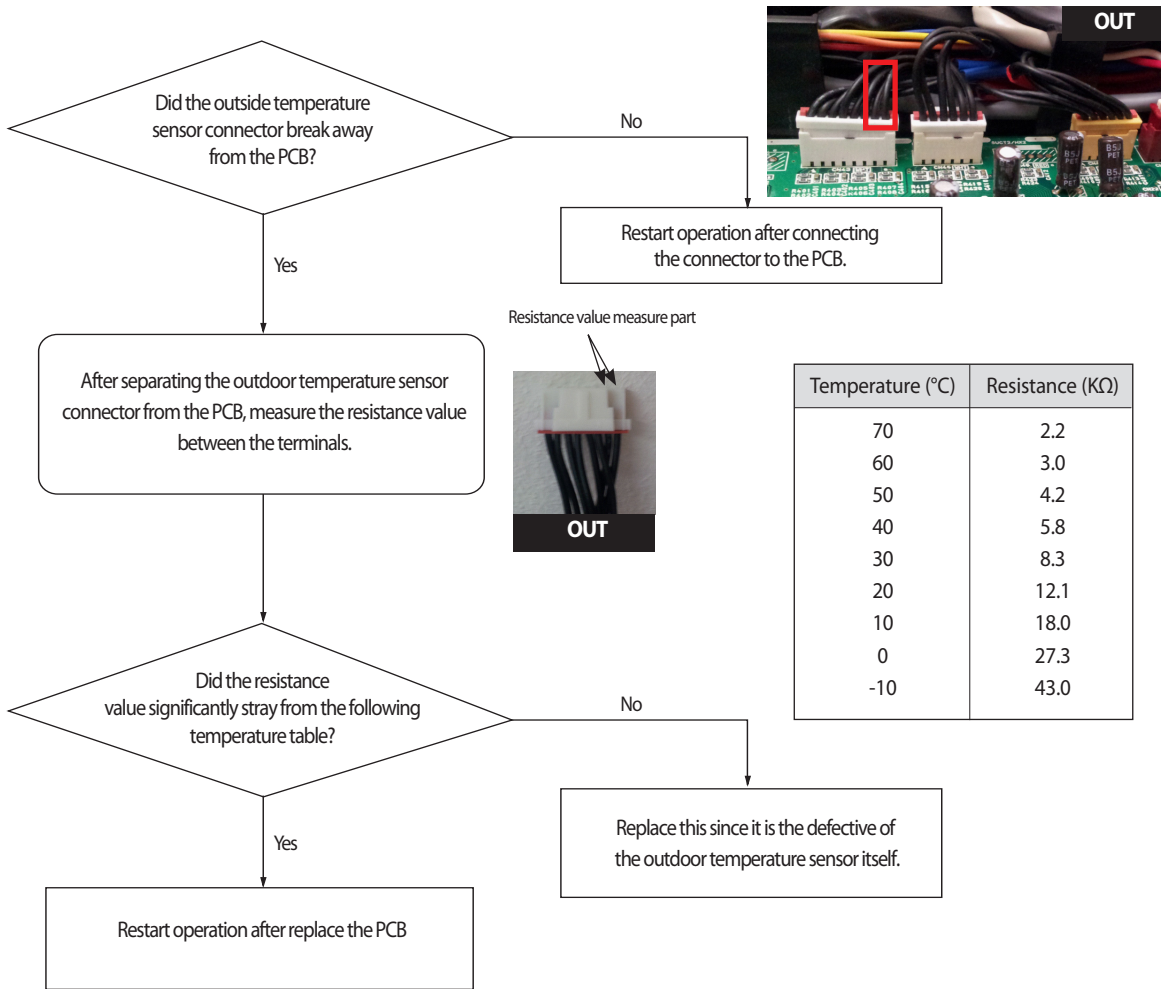 OUT
Did the outside temperature
sensor connector break away
from the PCB?
No
Restart operation after connecting
the connector to the PCB.
Yes
Resistance value measure part
After separating the outdoor temperature sensor
connector from the PCB, measure the resistance value
between the terminals.
OUT
Temperature (°C) Resistance (KΩ)
70 2.2
60 3.0
50 4.2
40 5.8
30 8.3
20 12.1
10 18.0
0 27.3
-10 43.0
Did the resistance
value significantly stray from the following
temperature table?
No
Replace this since it is the defective of
the outdoor temperature sensor itself.
Yes
Restart operation after replace the PCB